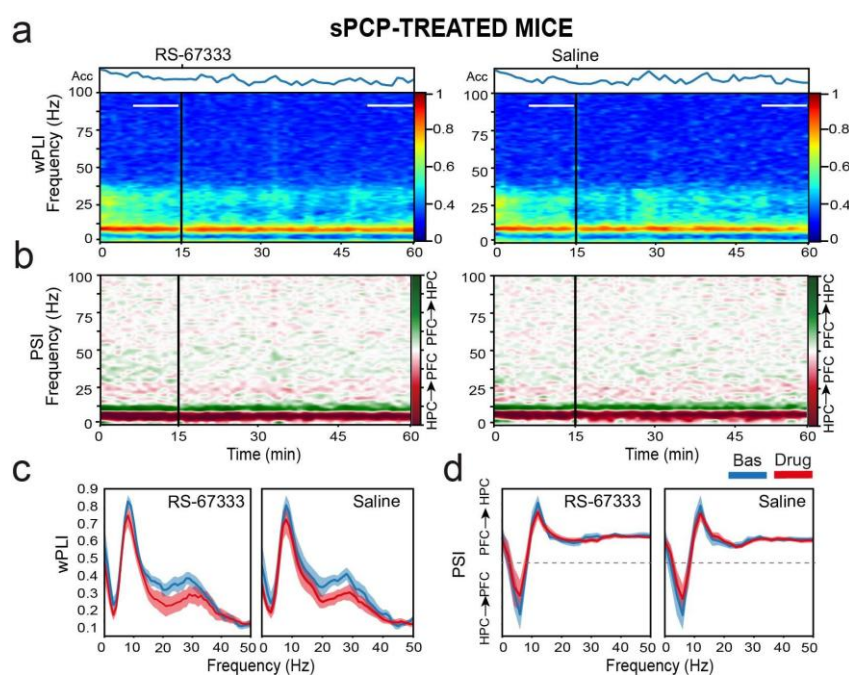 sPCP-TREATED MICE
a
RS-67333
Saline
Acc
Acc
100
75
50
25
0
wPLI
Frequency (Hz)
0 15 30 45 60
1
0.8
0.6
0.4
0
100
75
50
25
0
0 15 30 45 60
1
0.8
0.6
0.4
0
b
PSI
Frequency (Hz)
100
75
50
25
0
0 15 30 45 60
Time (min)
HPC→PFC PFC→HPC
100
75
50
25
0
0 15 30 45 60
Time (min)
HPC→PFC PFC→HPC
c
wPLI
0.9
0.8
0.7
0.6
0.5
0.4
0.3
0.2
0.1
RS-67333
Saline
0 10 20 30 40 50
0 10 20 30 40 50
Frequency (Hz)
d
Bas Drug
PSI
HPC→PFC PFC→HPC
RS-67333
Saline
0 10 20 30 40 50
0 10 20 30 40 50
Frequency (Hz)